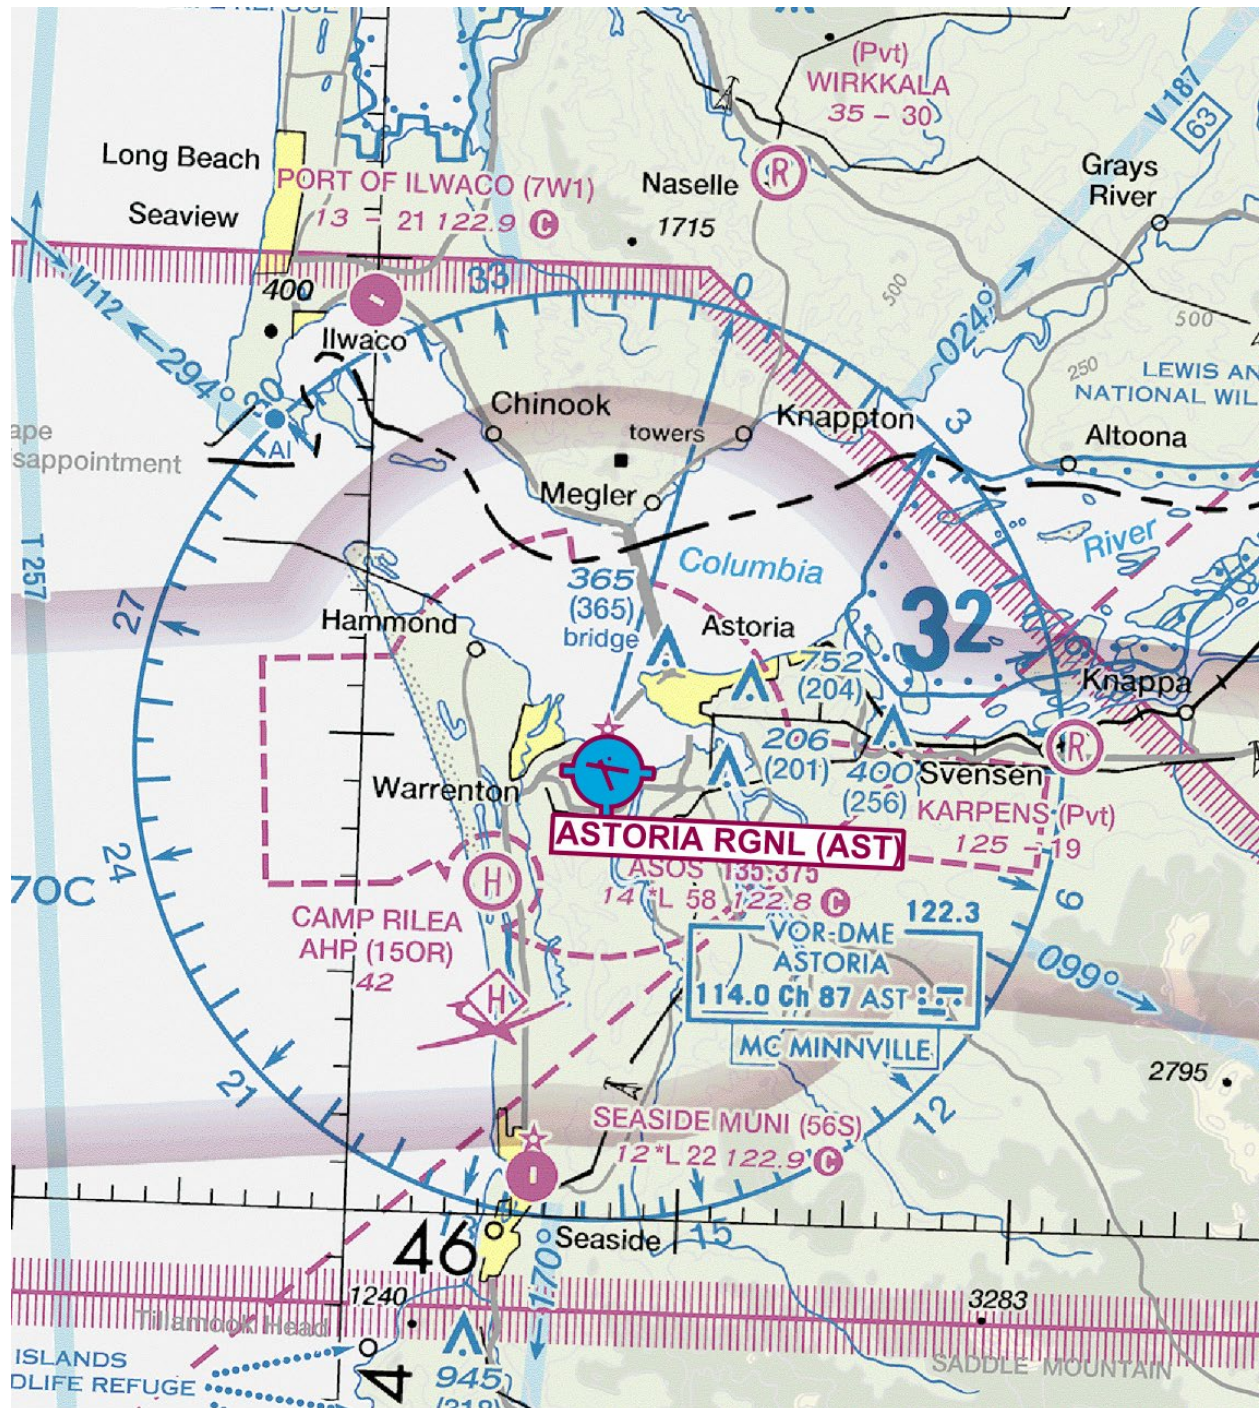 E REFUGE
(Pvt)
WIRKKALA
35 - 30
V 187
63
Long Beach
PORT OF ILWACO (7W1)
13 - 21 122.9 C
Naselle
R
Grays
River
Seaview
1715
V112
400
33
0
500
024°
500
Ilwaco
294°
30
250
LEWIS AN
NATIONAL WIL
Chinook
Knappton
3
AI
towers
Altoona
ape
sappointment
Megler
T 257
Columbia
River
365
(365)
bridge
27
Hammond
Astoria
32
752
(204)
Knappa
206
(201)
400
(256)
Svensen
R
Warrenton
KARPENS (Pvt)
125 - 19
ASTORIA RGNL (AST)
24
70C
H
ASOS 135.375
14 *L 58 122.8 C
6
CAMP RILEA
AHP (15OR)
42
122.3
VOR-DME
ASTORIA
114.0 Ch 87 AST
099°
H
MC MINNVILLE
2795
21
12
SEASIDE MUNI (56S)
12 *L 22 122.9 C
46
Seaside
15
170°
1240
3283
Tillamook Head
ISLANDS
DLIFE REFUGE
4
945
SADDLE MOUNTAIN